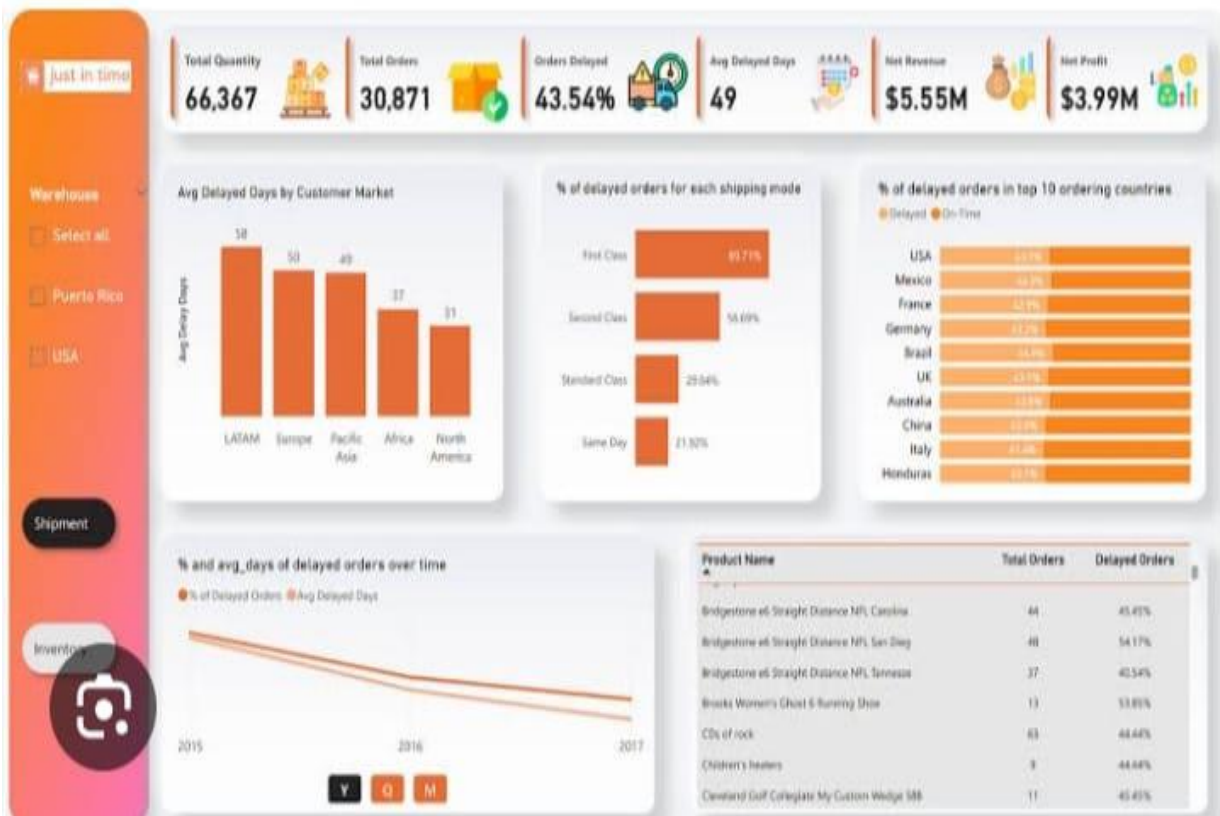 just in time
Total Quantity
66,367
Total Orders
30,871
Orders Delayed
43.54%
Avg Delayed Days
49
Net Revenue
$5.55M
Net Profit
$3.99M
Warehouse
Select all
Puerto Rico
USA
Shipment
Inventory
Avg Delayed Days by Customer Market
Avg Delay Days
58
50
49
37
31
LATAM
Europe
Pacific
Asia
Africa
North
America
% of delayed orders for each shipping mode
First Class
Second Class
56.69%
Standard Class
Same Day
% of delayed orders in top 10 ordering countries
Delayed On-Time
USA
Mexico
France
Germany
Brazil
UK
Australia
China
Italy
Honduras
% and avg_days of delayed orders over time
% of Delayed Orders Avg Delayed Days
2015
2016
2017
Y Q M
Product Name Total Orders Delayed Orders
Bridgestone e6 Straight Distance NFL Carolina 44 45.45%
Bridgestone e6 Straight Distance NFL San Dieg 48 54.17%
Bridgestone e6 Straight Distance NFL Tennesse 37 40.54%
Brooks Women's Ghost 6 Running Shoe 13 53.85%
CDs of rock 63 44.44%
Children's heaters 9 44.44%
Cleveland Golf Collegiate My Custom Wedge 588 11 45.45%